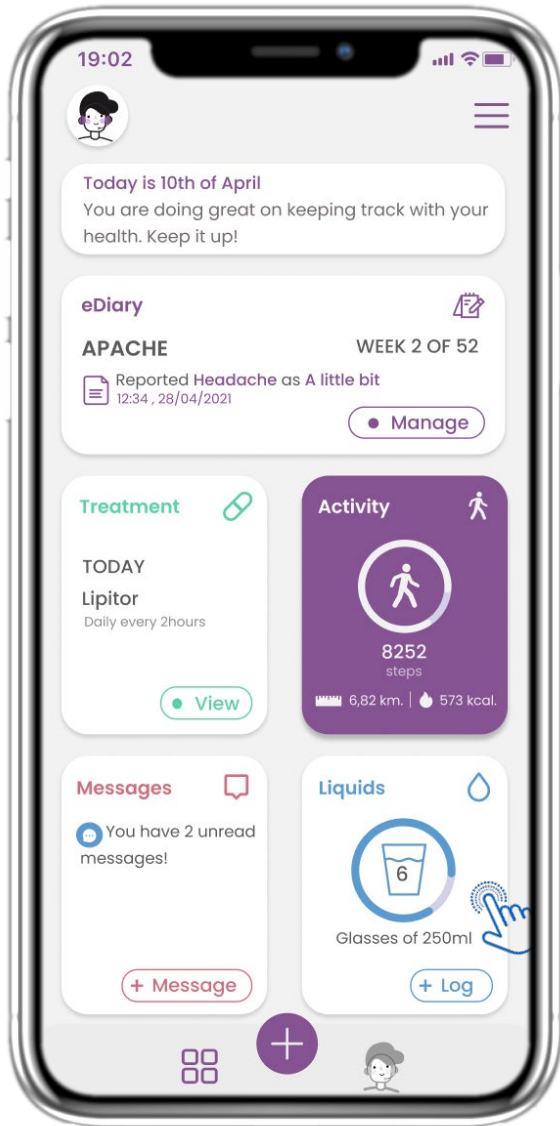 19:02
Today is 10th of April
You are doing great on keeping track with your
health. Keep it up!
eDiary
APACHE
WEEK 2 OF 52
Reported Headache as A little bit
12:34 , 28/04/2021
Manage
Treatment
TODAY
Lipitor
Daily every 2hours
View
Activity
8252
steps
6,82 km.
573 kcal.
Messages
You have 2 unread
messages!
+ Message
Liquids
6
Glasses of 250ml
+ Log